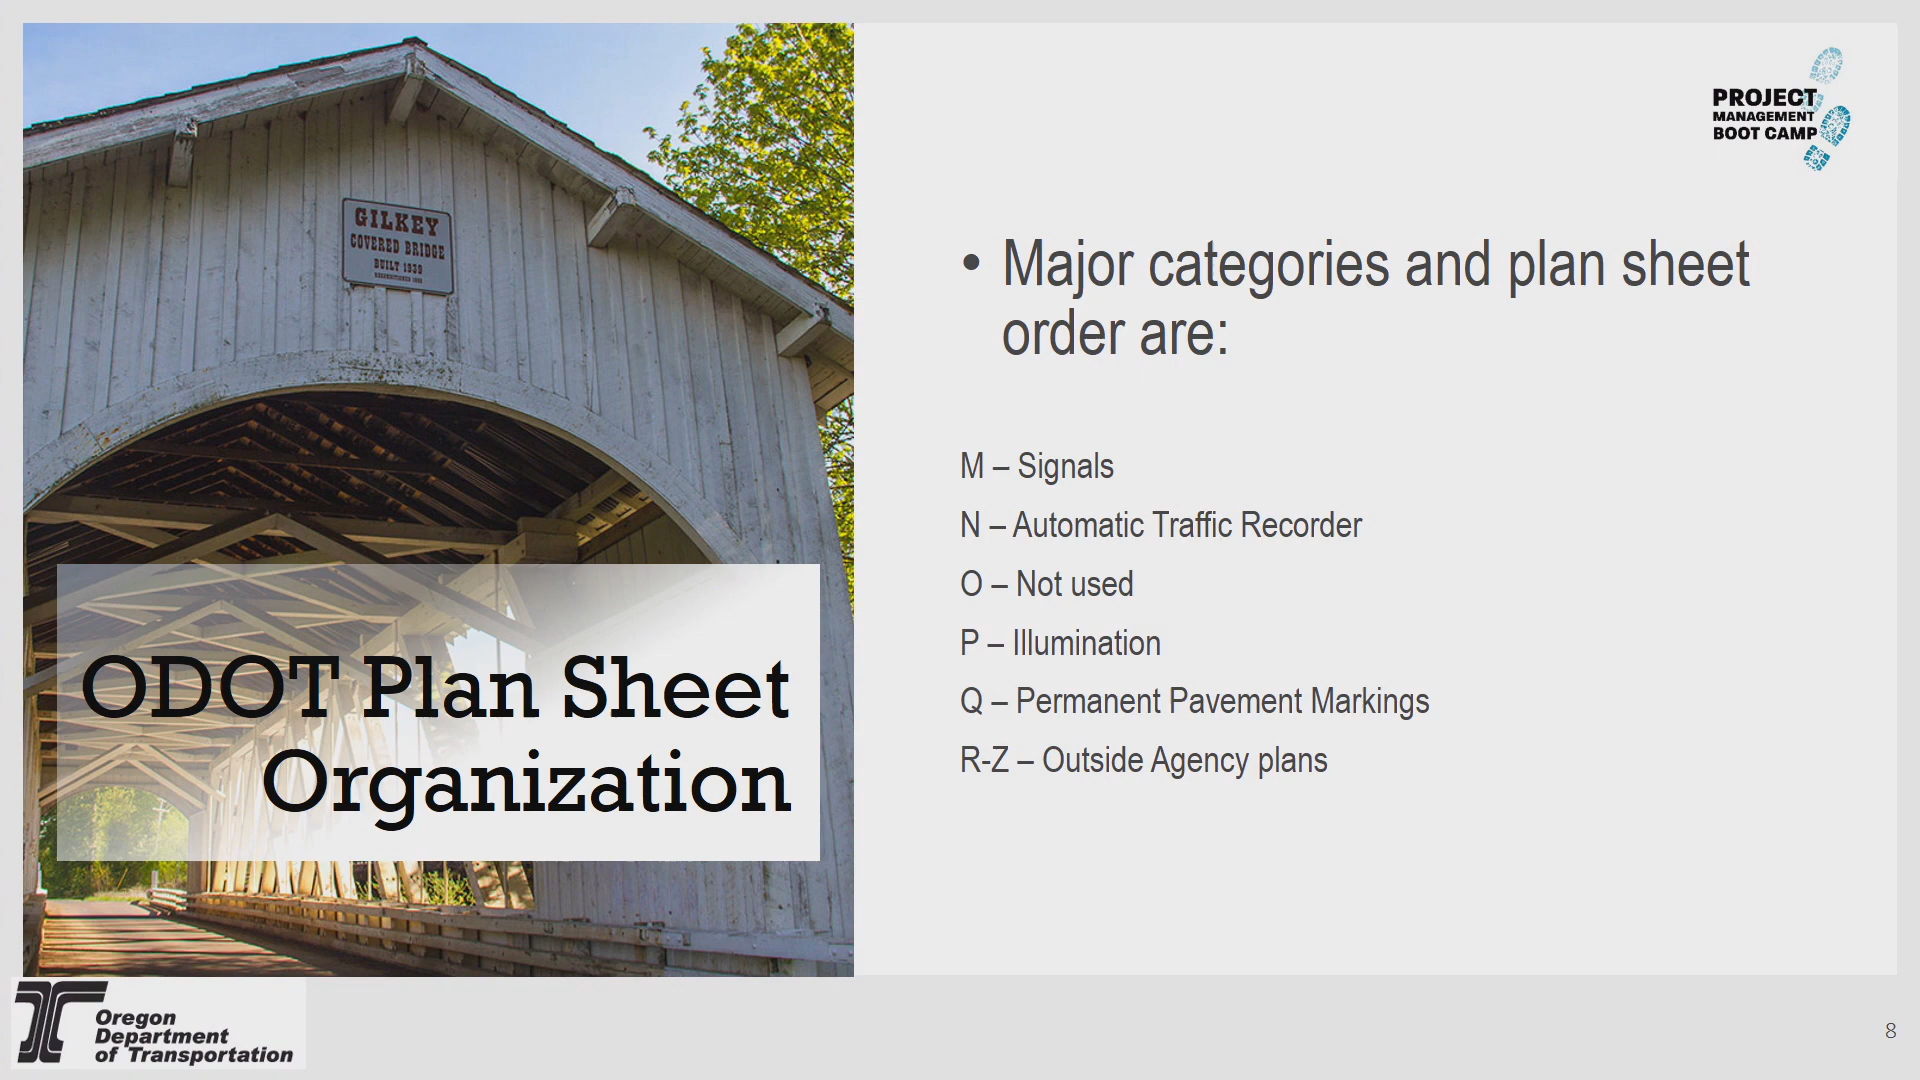 GILKEY
COVERED BRIDGE
BUILT 1939
ODOT Plan Sheet
Organization
PROJECT
MANAGEMENT
BOOT CAMP
• Major categories and plan sheet
order are:
M – Signals
N – Automatic Traffic Recorder
O – Not used
P – Illumination
Q – Permanent Pavement Markings
R-Z – Outside Agency plans
Oregon
Department
of Transportation
8